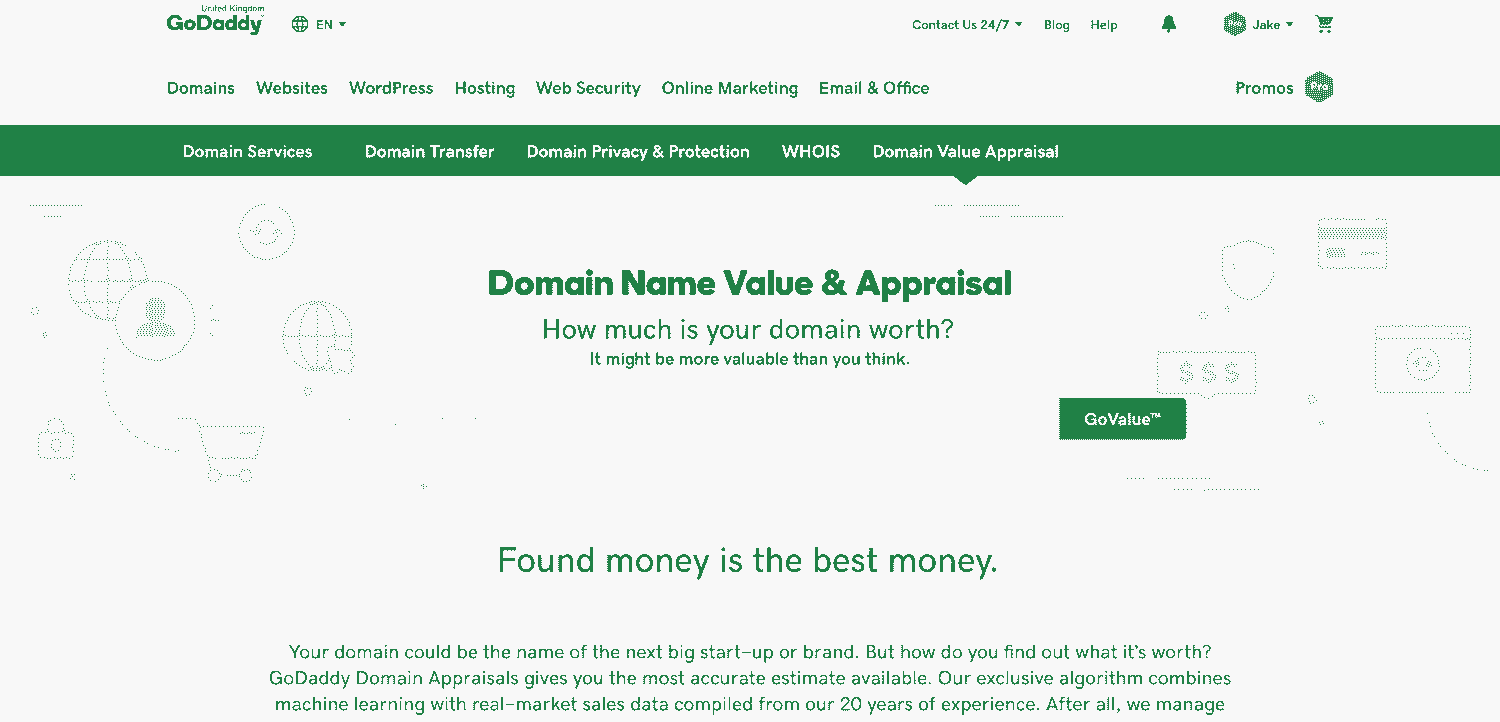 United Kingdom
GoDaddy
EN
Contact Us 24/7
Blog
Help
Jake
Domains
Websites
WordPress
Hosting
Web Security
Online Marketing
Email & Office
Promos
Pro
Domain Services
Domain Transfer
Domain Privacy & Protection
WHOIS
Domain Value Appraisal
Domain Name Value & Appraisal
How much is your domain worth?
It might be more valuable than you think.
$ $ $
GoValue™
Found money is the best money.
Your domain could be the name of the next big start-up or brand. But how do you find out what it's worth?
GoDaddy Domain Appraisals gives you the most accurate estimate available. Our exclusive algorithm combines
machine learning with real-market sales data compiled from our 20 years of experience. After all, we manage